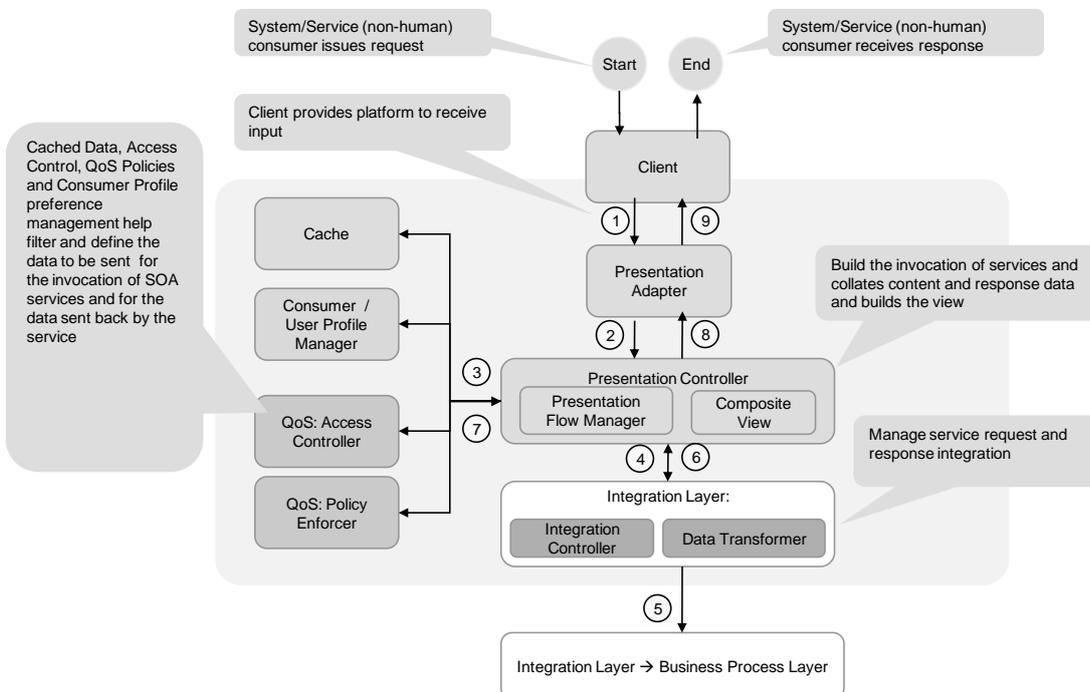 System/Service (non-human)
consumer issues request
System/Service (non-human)
consumer receives response
Start
End
Client provides platform to receive
input
Cached Data, Access
Control, QoS Policies
and Consumer Profile
preference
management help
filter and define the
data to be sent for
the invocation of SOA
services and for the
data sent back by the
service
Client
1
9
Cache
Presentation
Adapter
Build the invocation of services and
collates content and response data
and builds the view
Consumer /
User Profile
Manager
2
8
3
Presentation Controller
Presentation
Flow Manager
Composite
View
QoS: Access
Controller
7
Manage service request and
response integration
4
6
QoS: Policy
Enforcer
Integration Layer:
Integration
Controller
Data Transformer
5
Integration Layer → Business Process Layer